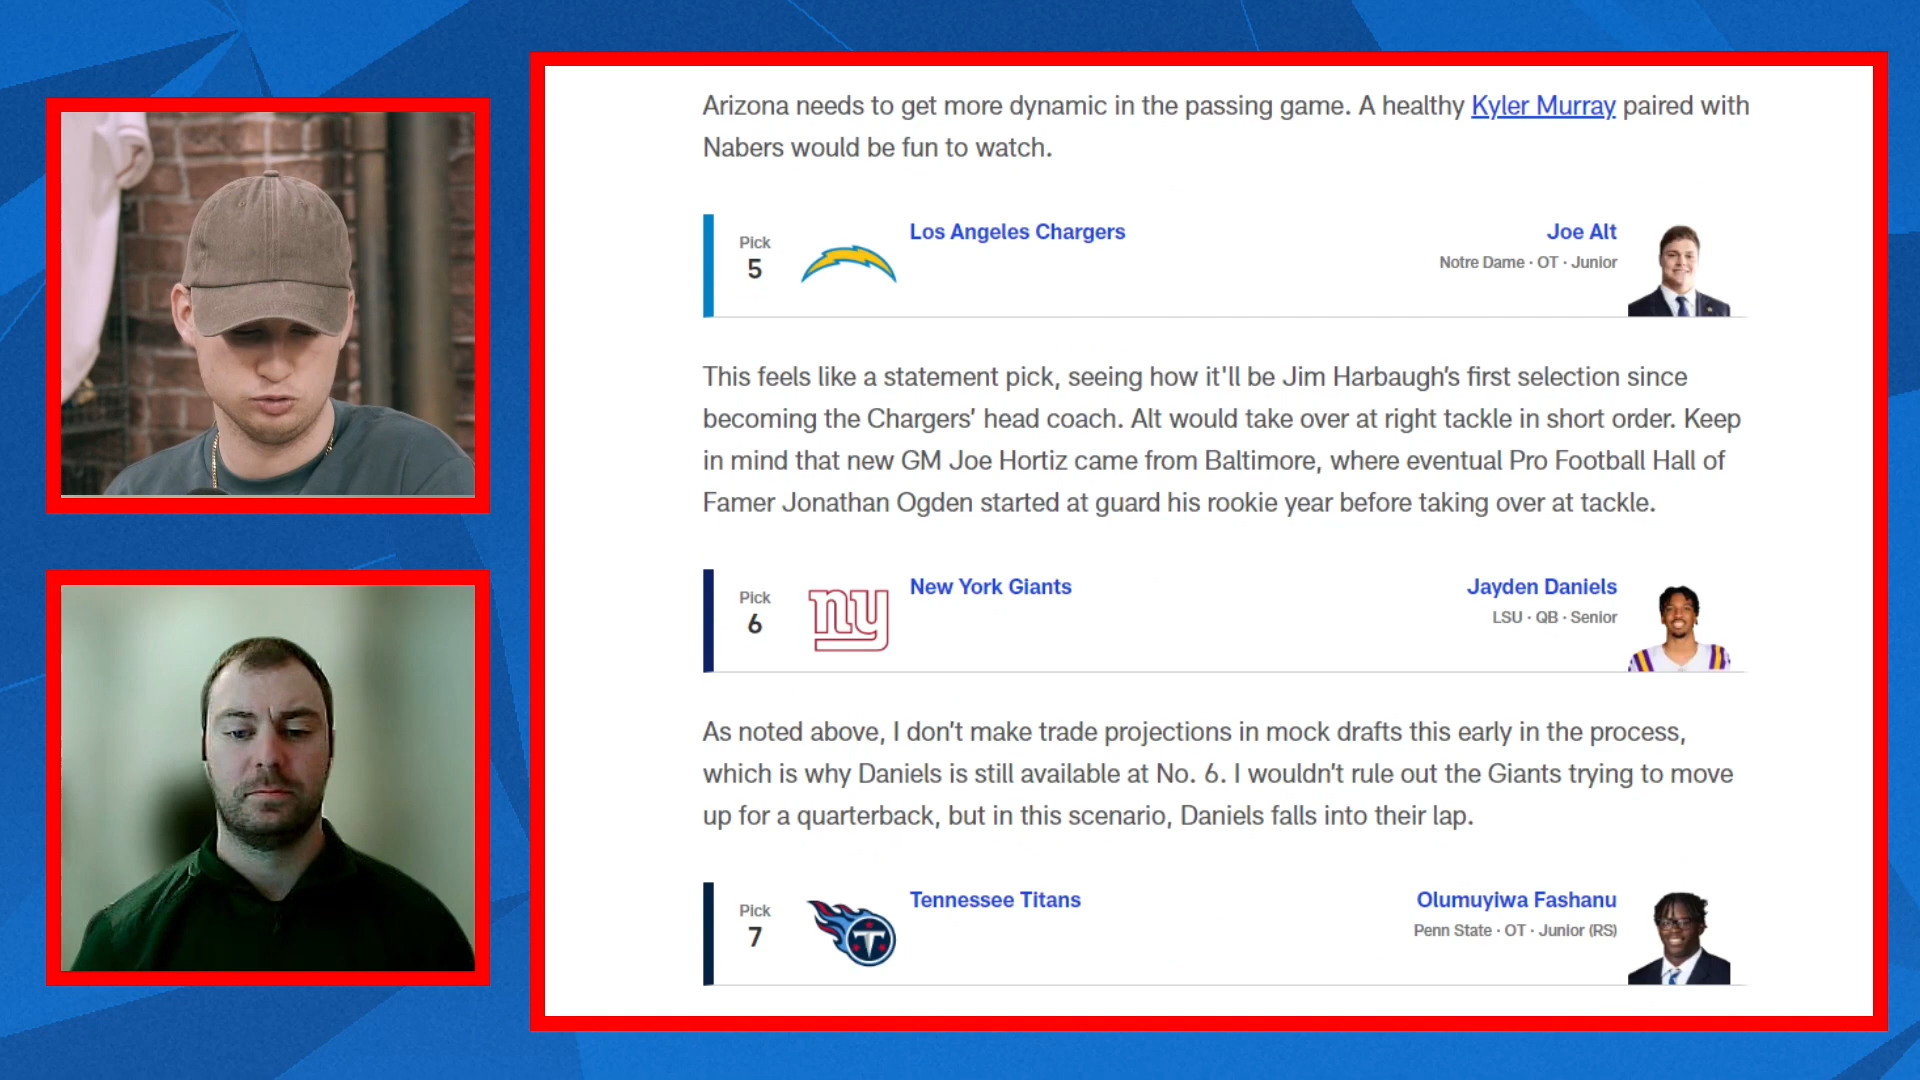 Arizona needs to get more dynamic in the passing game. A healthy Kyler Murray paired with
Nabers would be fun to watch.
Pick
5
Los Angeles Chargers
Joe Alt
Notre Dame · OT · Junior
This feels like a statement pick, seeing how it'll be Jim Harbaugh’s first selection since
becoming the Chargers’ head coach. Alt would take over at right tackle in short order. Keep
in mind that new GM Joe Hortiz came from Baltimore, where eventual Pro Football Hall of
Famer Jonathan Ogden started at guard his rookie year before taking over at tackle.
Pick
6
ny
New York Giants
Jayden Daniels
LSU · QB · Senior
As noted above, I don’t make trade projections in mock drafts this early in the process,
which is why Daniels is still available at No. 6. I wouldn’t rule out the Giants trying to move
up for a quarterback, but in this scenario, Daniels falls into their lap.
Pick
7
T
Tennessee Titans
Olumuyiwa Fashanu
Penn State · OT · Junior (RS)